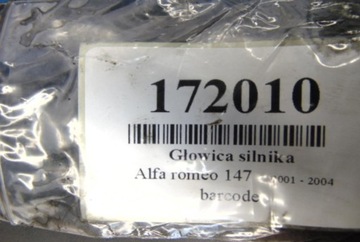 172010
Głowica silnika
Alfa romeo 147 2001 - 2004
barcode